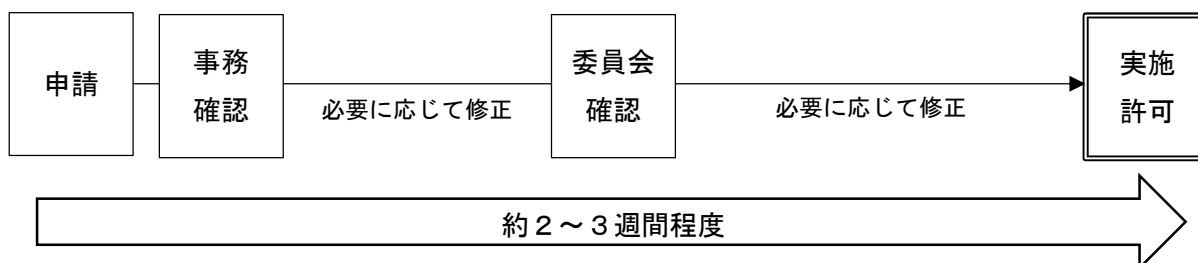 申請
事務
確認
必要に応じて修正
委員会
確認
必要に応じて修正
実施
許可
約２～３週間程度